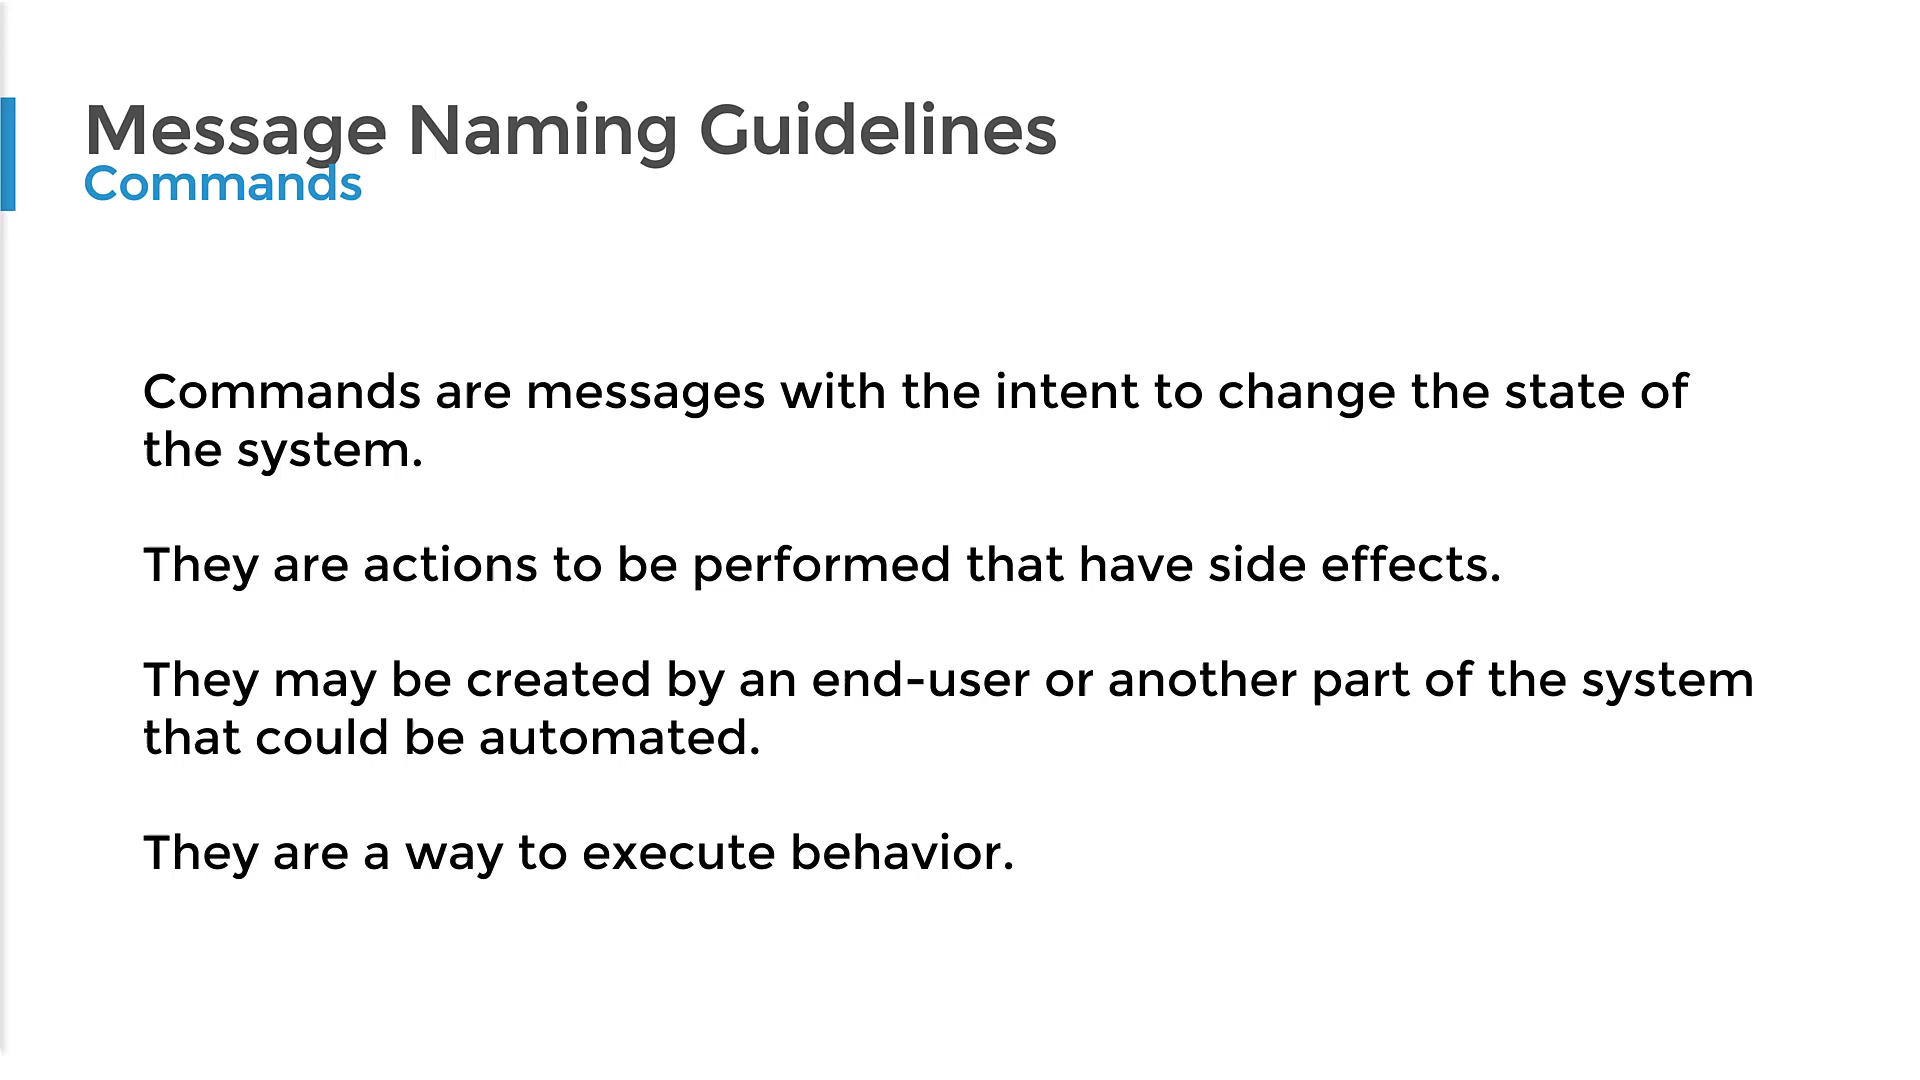 Message Naming Guidelines
Commands
Commands are messages with the intent to change the state of
the system.
They are actions to be performed that have side effects.
They may be created by an end-user or another part of the system
that could be automated.
They are a way to execute behavior.